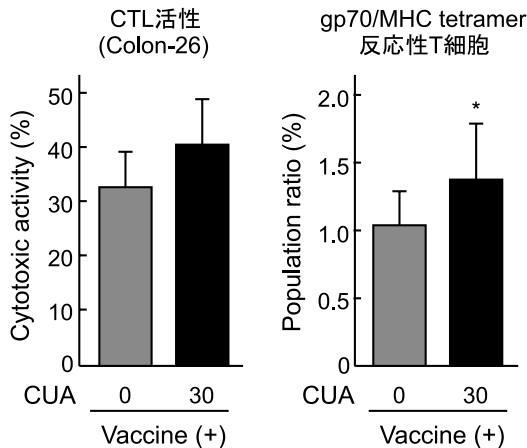 CTL活性
(Colon-26)
Cytotoxic activity (%)
50
40
30
20
10
0
CUA 0 30
Vaccine (+)
gp70/MHC tetramer
反応性T細胞
Population ratio (%)
2.0
1.5
1.0
0.5
0
*
CUA 0 30
Vaccine (+)